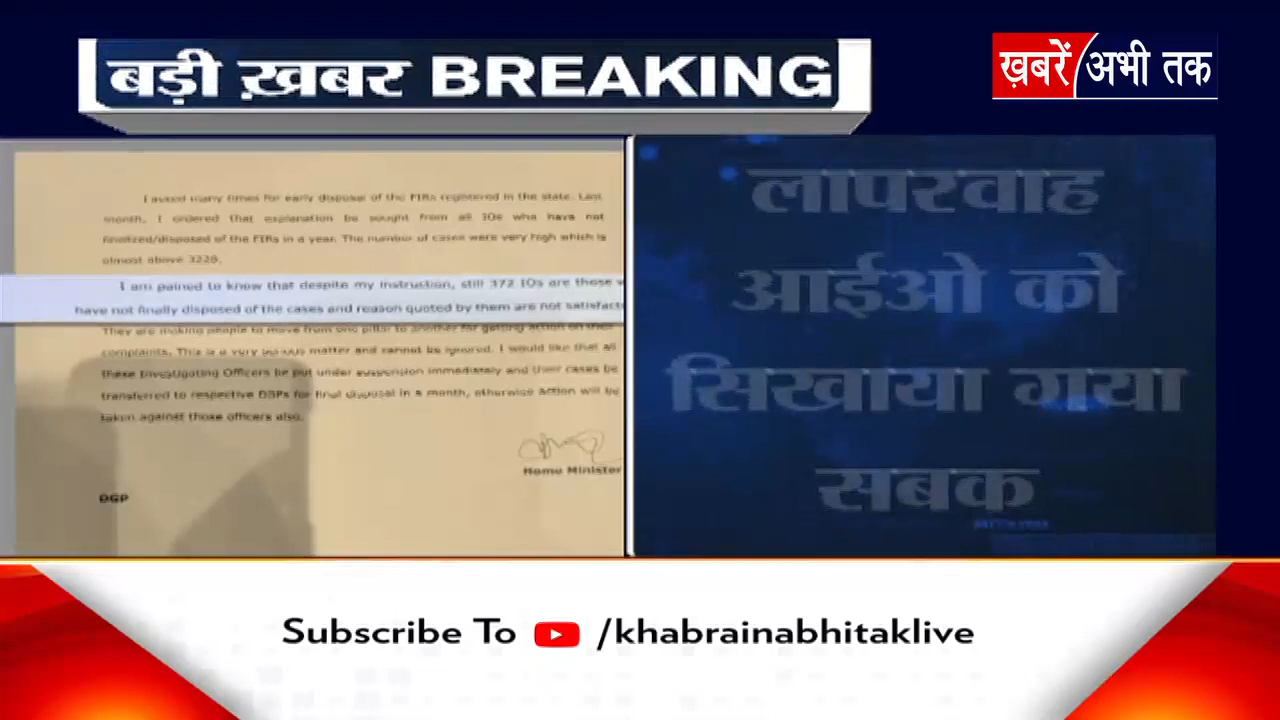 बड़ी ख़बर BREAKING
ख़बरें अभी तक
I asked many times for early disposal of the FIRs registered in the state. Last
month, I ordered that explanation be sought from all IOs who have not
finalized/disposed of the FIRs in a year. The number of cases were very high which is
almost above 3229.
I am pained to know that despite my instruction, still 372 IOs are those
have not finally disposed of the cases and reason quoted by them are not
They are making people to move from one pillar to another for getting action on their
complaints. This is a very serious matter and cannot be ignored. I would like that all
these Investigating Officers be put under suspension immediately and their cases be
transferred to respective DSPs for final disposal in a month, otherwise action will be
taken against those officers also.
Home Minister
DGP
लापरवाह
आईओ को
सिखाया गया
सबक
Subscribe To /khabrainabhitaklive